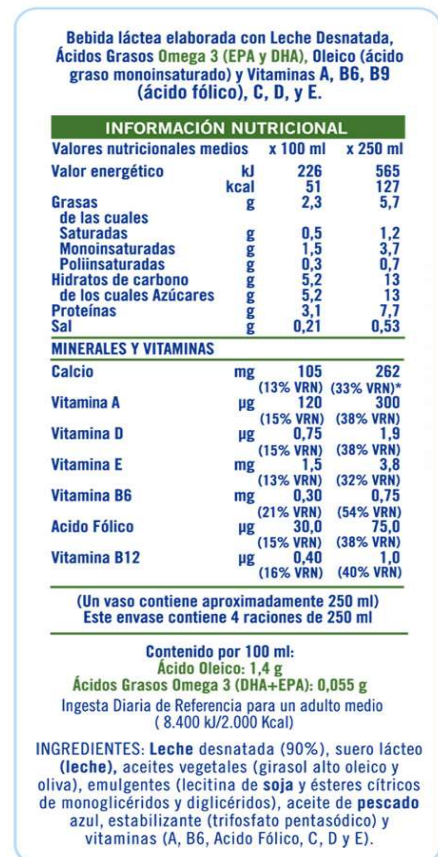 Bebida láctea elaborada con Leche Desnatada,
Ácidos Grasos Omega 3 (EPA y DHA), Oleico (ácido
graso monoinsaturado) y Vitaminas A, B6, B9
(ácido fólico), C, D, y E.
INFORMACIÓN NUTRICIONAL
Valores nutricionales medios x 100 ml x 250 ml
Valor energético kJ 226 565
kcal 51 127
Grasas g 2,3 5,7
de las cuales
Saturadas g 0,5 1,2
Monoinsaturadas g 1,5 3,7
Poliinsaturadas g 0,3 0,7
Hidratos de carbono g 5,2 13
de los cuales Azúcares g 5,2 13
Proteínas g 3,1 7,7
Sal g 0,21 0,53
MINERALES Y VITAMINAS
Calcio mg 105 262
(13% VRN) (33% VRN)*
Vitamina A µg 120 300
(15% VRN) (38% VRN)
Vitamina D µg 0,75 1,9
(15% VRN) (38% VRN)
Vitamina E mg 1,5 3,8
(13% VRN) (32% VRN)
Vitamina B6 mg 0,30 0,75
(21% VRN) (54% VRN)
Acido Fólico µg 30,0 75,0
(15% VRN) (38% VRN)
Vitamina B12 µg 0,40 1,0
(16% VRN) (40% VRN)
(Un vaso contiene aproximadamente 250 ml)
Este envase contiene 4 raciones de 250 ml
Contenido por 100 ml:
Ácido Oleico: 1,4 g
Ácidos Grasos Omega 3 (DHA+EPA): 0,055 g
Ingesta Diaria de Referencia para un adulto medio
( 8.400 kJ/2.000 Kcal)
INGREDIENTES: Leche desnatada (90%), suero lácteo
(leche), aceites vegetales (girasol alto oleico y
oliva), emulgentes (lecitina de soja y ésteres cítricos
de monoglicéridos y diglicéridos), aceite de pescado
azul, estabilizante (trifosfato pentasódico) y
vitaminas (A, B6, Acido Fólico, C, D y E).